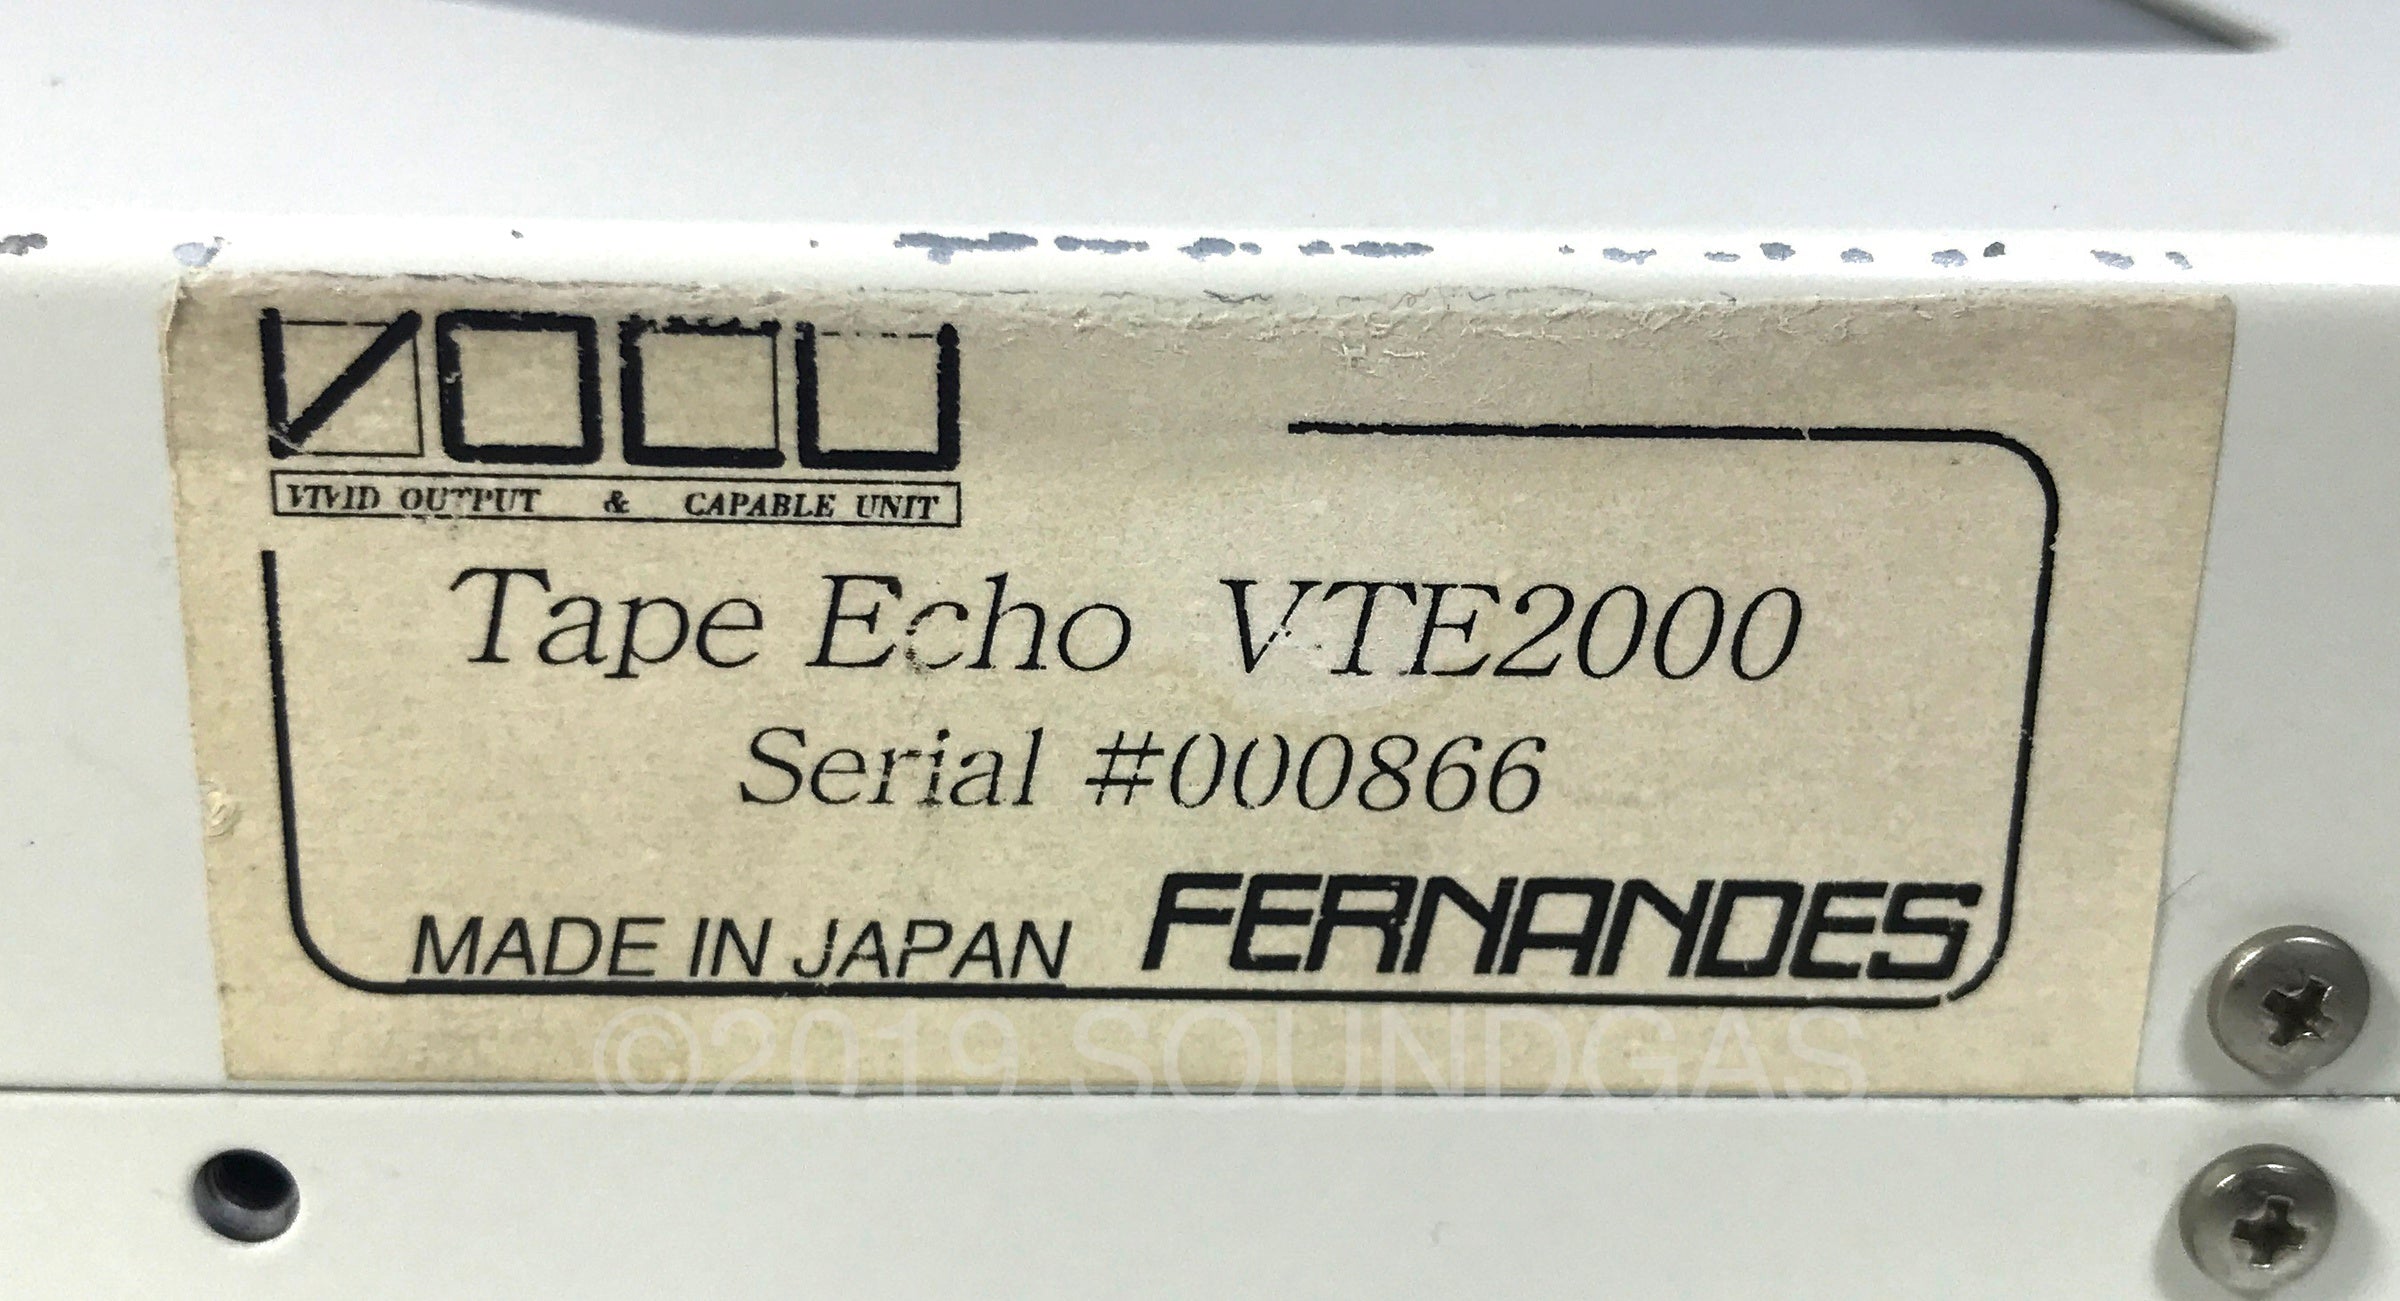 VOCU
VIVID OUTPUT & CAPABLE UNIT
Tape Echo VTE2000
Serial #000866
MADE IN JAPAN FERNANDES
©2019 SOUNDGAS